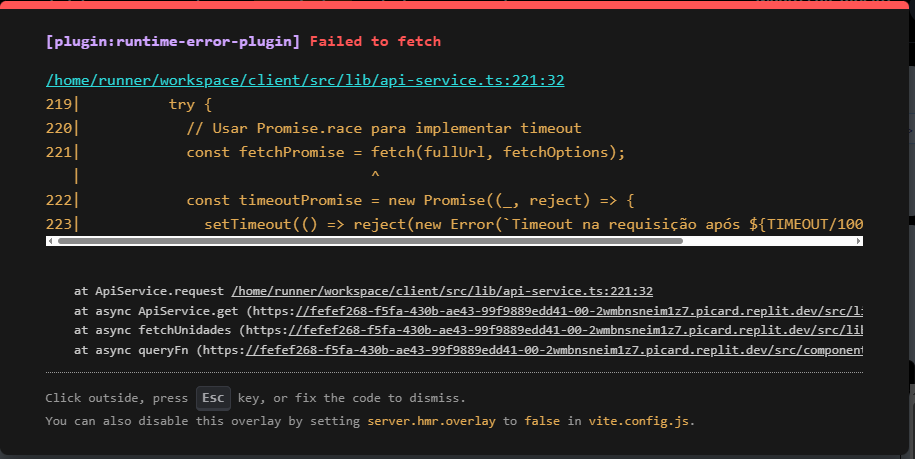 [plugin:runtime-error-plugin] Failed to fetch
/home/runner/workspace/client/src/lib/api-service.ts:221:32
219|          try {
220|            // Usar Promise.race para implementar timeout
221|            const fetchPromise = fetch(fullUrl, fetchOptions);
   |                                 ^
222|            const timeoutPromise = new Promise((_, reject) => {
223|              setTimeout(() => reject(new Error(`Timeout na requisição após ${TIMEOUT/100
at ApiService.request /home/runner/workspace/client/src/lib/api-service.ts:221:32
at async ApiService.get (https://fefef268-f5fa-430b-ae43-99f9889edd41-00-2wmbnsneim1z7.picard.replit.dev/src/li
at async fetchUnidades (https://fefef268-f5fa-430b-ae43-99f9889edd41-00-2wmbnsneim1z7.picard.replit.dev/src/lib
at async queryFn (https://fefef268-f5fa-430b-ae43-99f9889edd41-00-2wmbnsneim1z7.picard.replit.dev/src/component
Click outside, press Esc key, or fix the code to dismiss.
You can also disable this overlay by setting server.hmr.overlay to false in vite.config.js.